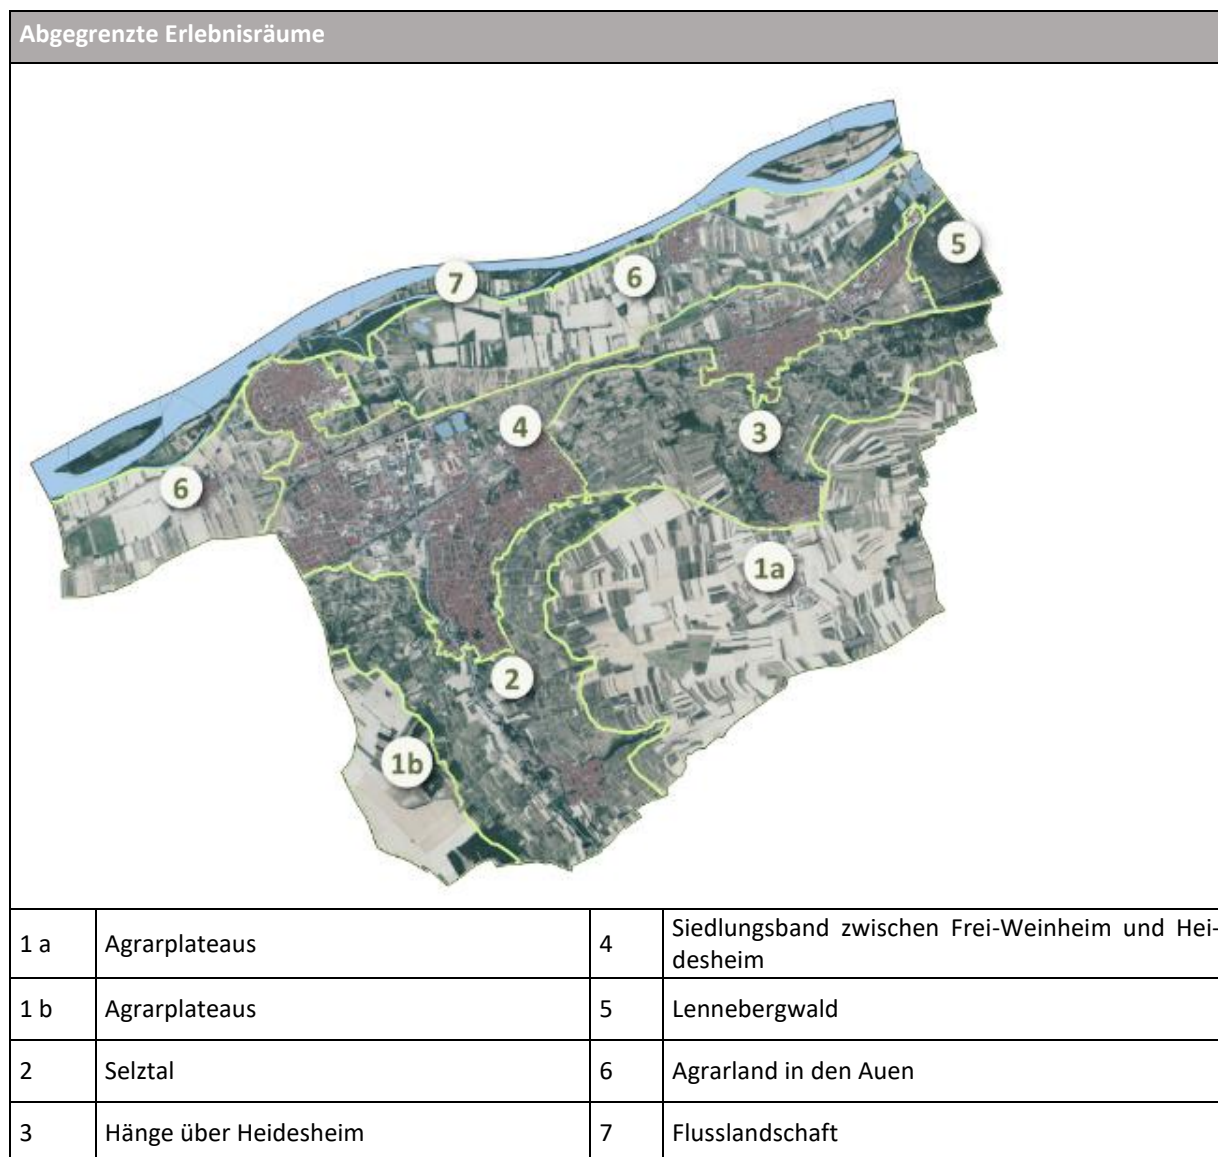 Abgegrenzte Erlebnisräume
5
7
6
4
3
6
1a
2
1b
1 a Agrarplateaus 4 Siedlungsband zwischen Frei-Weinheim und Hei-
desheim
1 b Agrarplateaus 5 Lennebergwald
2 Selztal 6 Agrarland in den Auen
3 Hänge über Heidesheim 7 Flusslandschaft